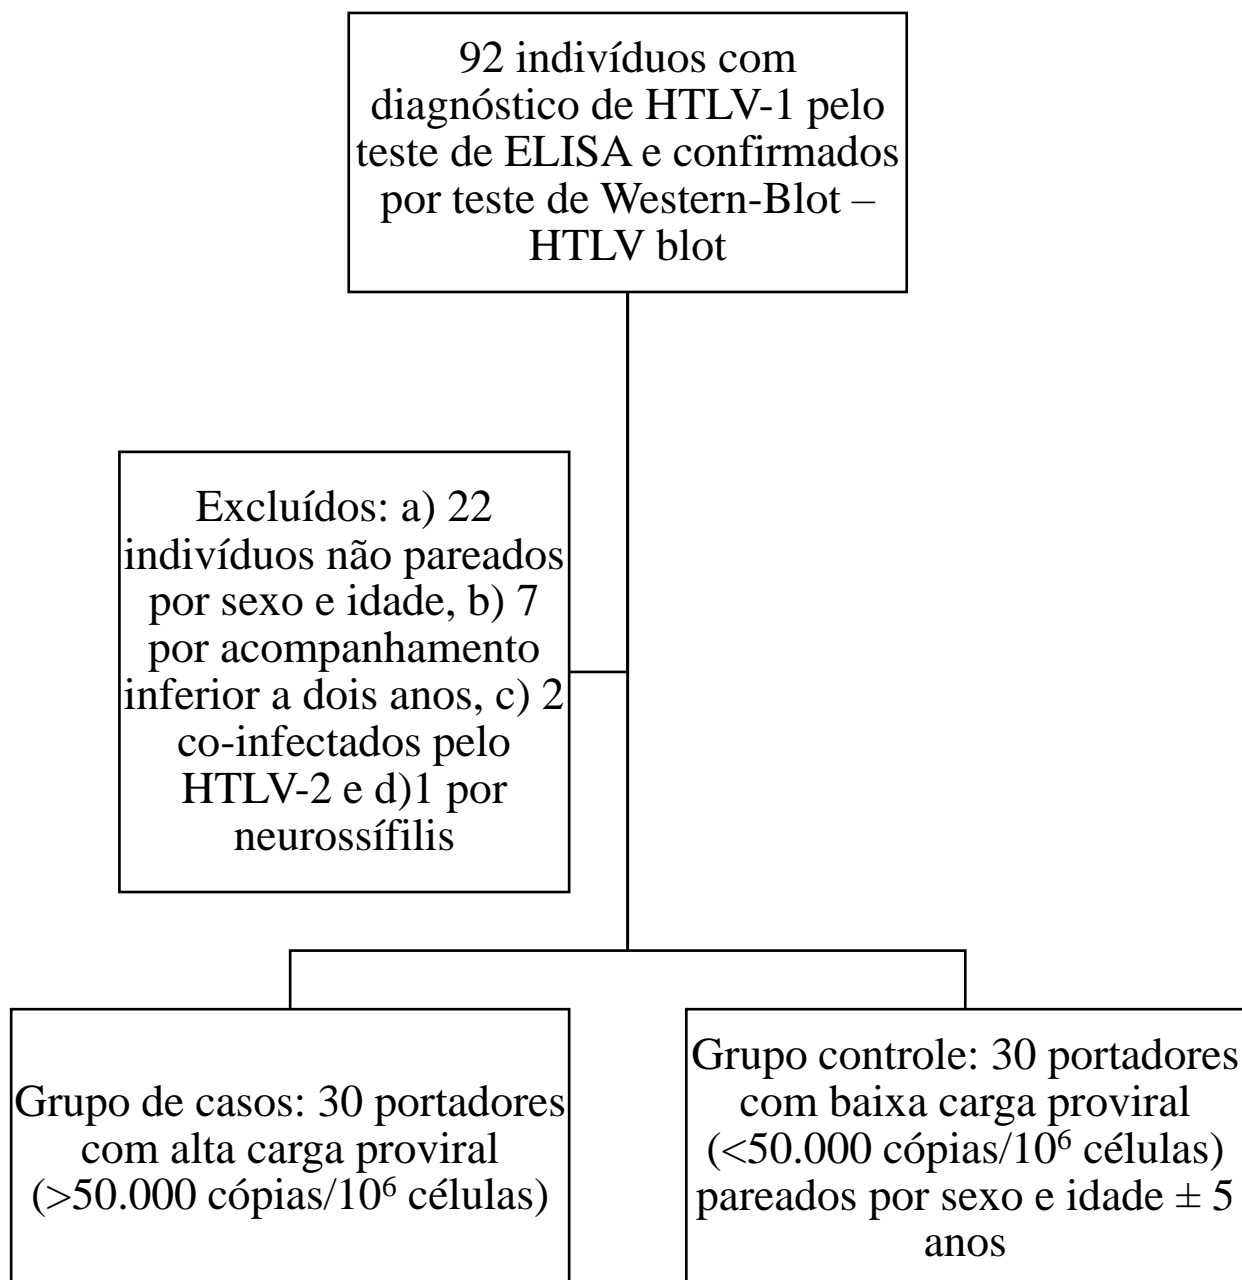 92 indivíduos com
diagnóstico de HTLV-1 pelo
teste de ELISA e confirmados
por teste de Western-Blot –
HTLV blot
Excluídos: a) 22
indivíduos não pareados
por sexo e idade, b) 7
por acompanhamento
inferior a dois anos, c) 2
co-infectados pelo
HTLV-2 e d)1 por
neurossífilis
Grupo de casos: 30 portadores
com alta carga proviral
(>50.000 cópias/10⁶ células)
Grupo controle: 30 portadores
com baixa carga proviral
(<50.000 cópias/10⁶ células)
pareados por sexo e idade ± 5
anos